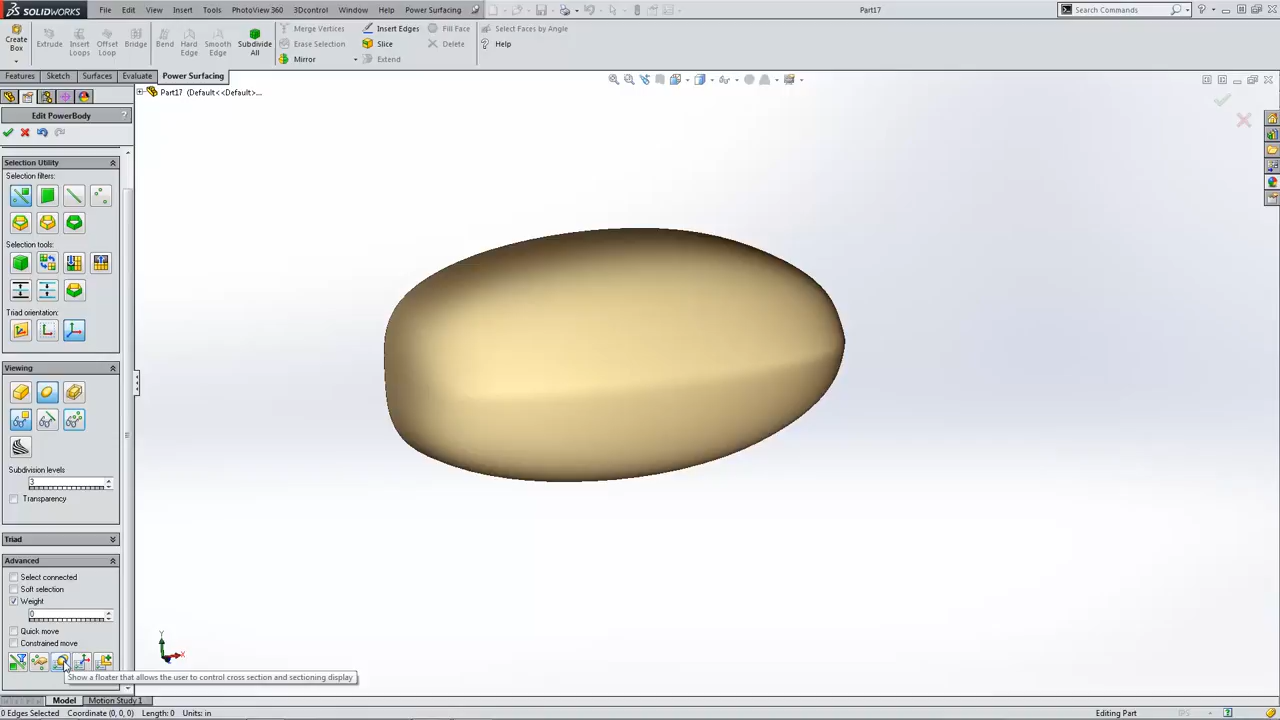 SOLIDWORKS File Edit View Insert Tools PhotoView 360 3Dcontrol Window Help Power Surfacing Part17 Search Commands
Create Box
Extrude
Insert Loops
Offset Loop
Bridge
Bend
Hard Edge
Smooth Edge
Subdivide All
Merge Vertices
Erase Selection
Mirror
Insert Edges
Slice
Help
Fill Face
Delete
Extend
Select Faces by Angle
Features Sketch Surfaces Evaluate Power Surfacing
Part17 (Default<<Default>...
Edit PowerBody ?
Selection Utility
Selection filters:
Selection tools:
Triad orientation:
Viewing
Subdivision levels
3
Transparency
Triad
Advanced
Select connected
Soft selection
Weight
0
Quick move
Constrained move
Y
X
Show a floater that allows the user to control cross section and sectioning display
Model Motion Study 1
0 Edges Selected Coordinate (0, 0, 0) Length: 0 Units: in Editing Part